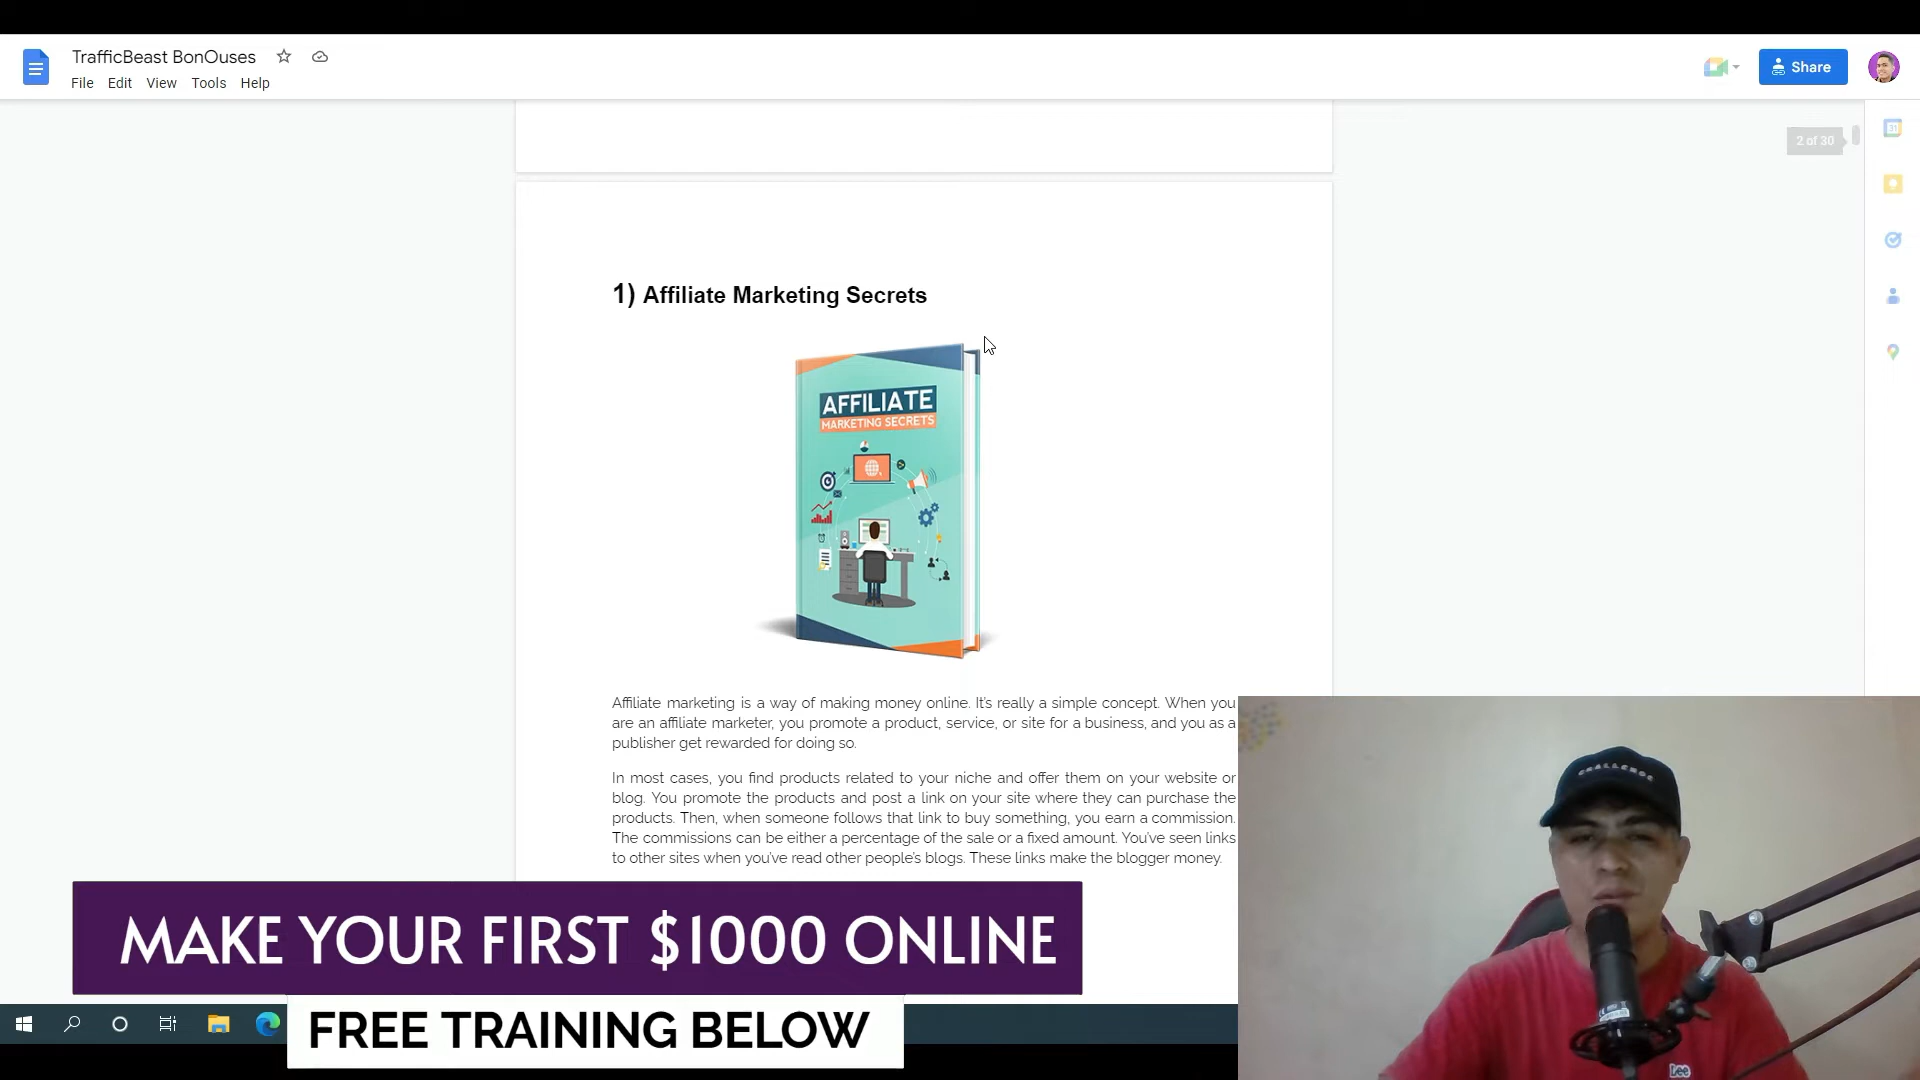 TrafficBeast BonOuses
File Edit View Tools Help
Share
2 of 30
31
1) Affiliate Marketing Secrets
AFFILIATE
MARKETING SECRETS
Affiliate marketing is a way of making money online. It's really a simple concept. When you
are an affiliate marketer, you promote a product, service, or site for a business, and you as a
publisher get rewarded for doing so.
In most cases, you find products related to your niche and offer them on your website or
blog. You promote the products and post a link on your site where they can purchase the
products. Then, when someone follows that link to buy something, you earn a commission.
The commissions can be either a percentage of the sale or a fixed amount. You've seen links
to other sites when you've read other people's blogs. These links make the blogger money.
CHALLENGE
Lee
MAKE YOUR FIRST $1000 ONLINE
FREE TRAINING BELOW